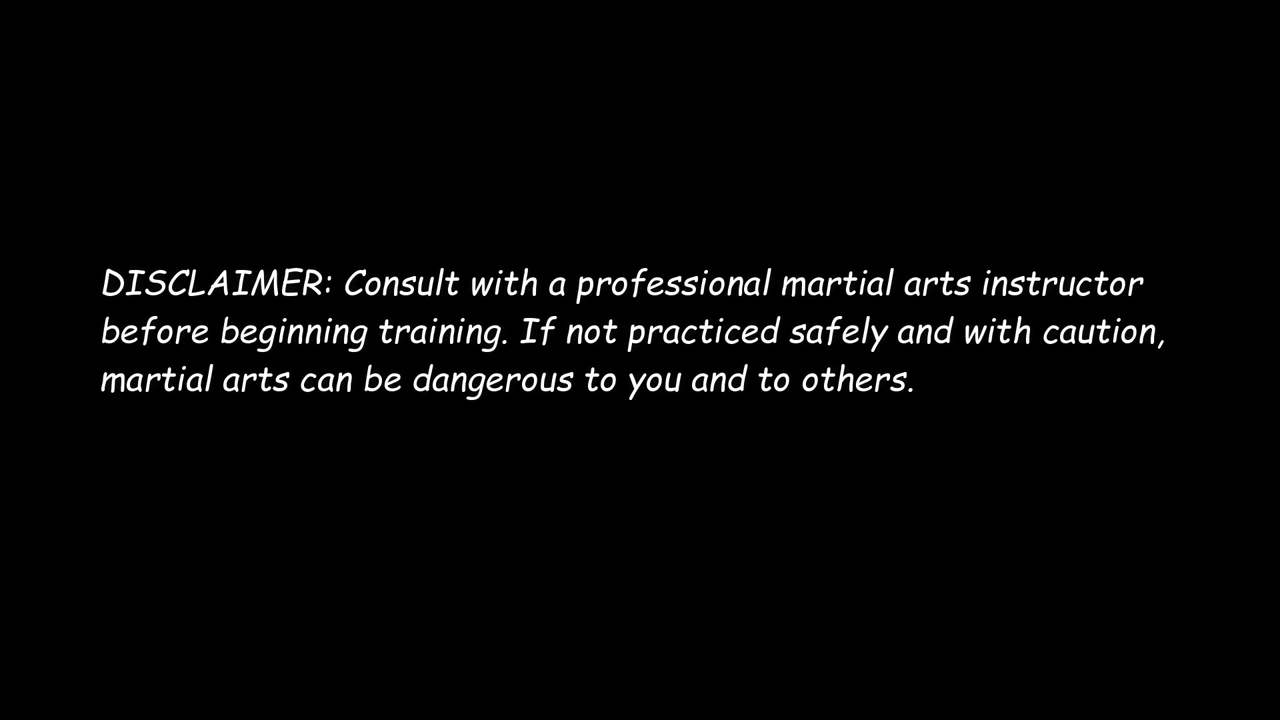 DISCLAIMER: Consult with a professional martial arts instructor
before beginning training. If not practiced safely and with caution,
martial arts can be dangerous to you and to others.